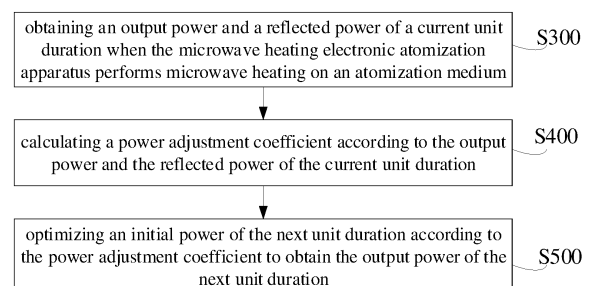 obtaining an output power and a reflected power of a current unit
duration when the microwave heating electronic atomization
apparatus performs microwave heating on an atomization medium
S300
calculating a power adjustment coefficient according to the output
power and the reflected power of the current unit duration
S400
optimizing an initial power of the next unit duration according to
the power adjustment coefficient to obtain the output power of the
next unit duration
S500